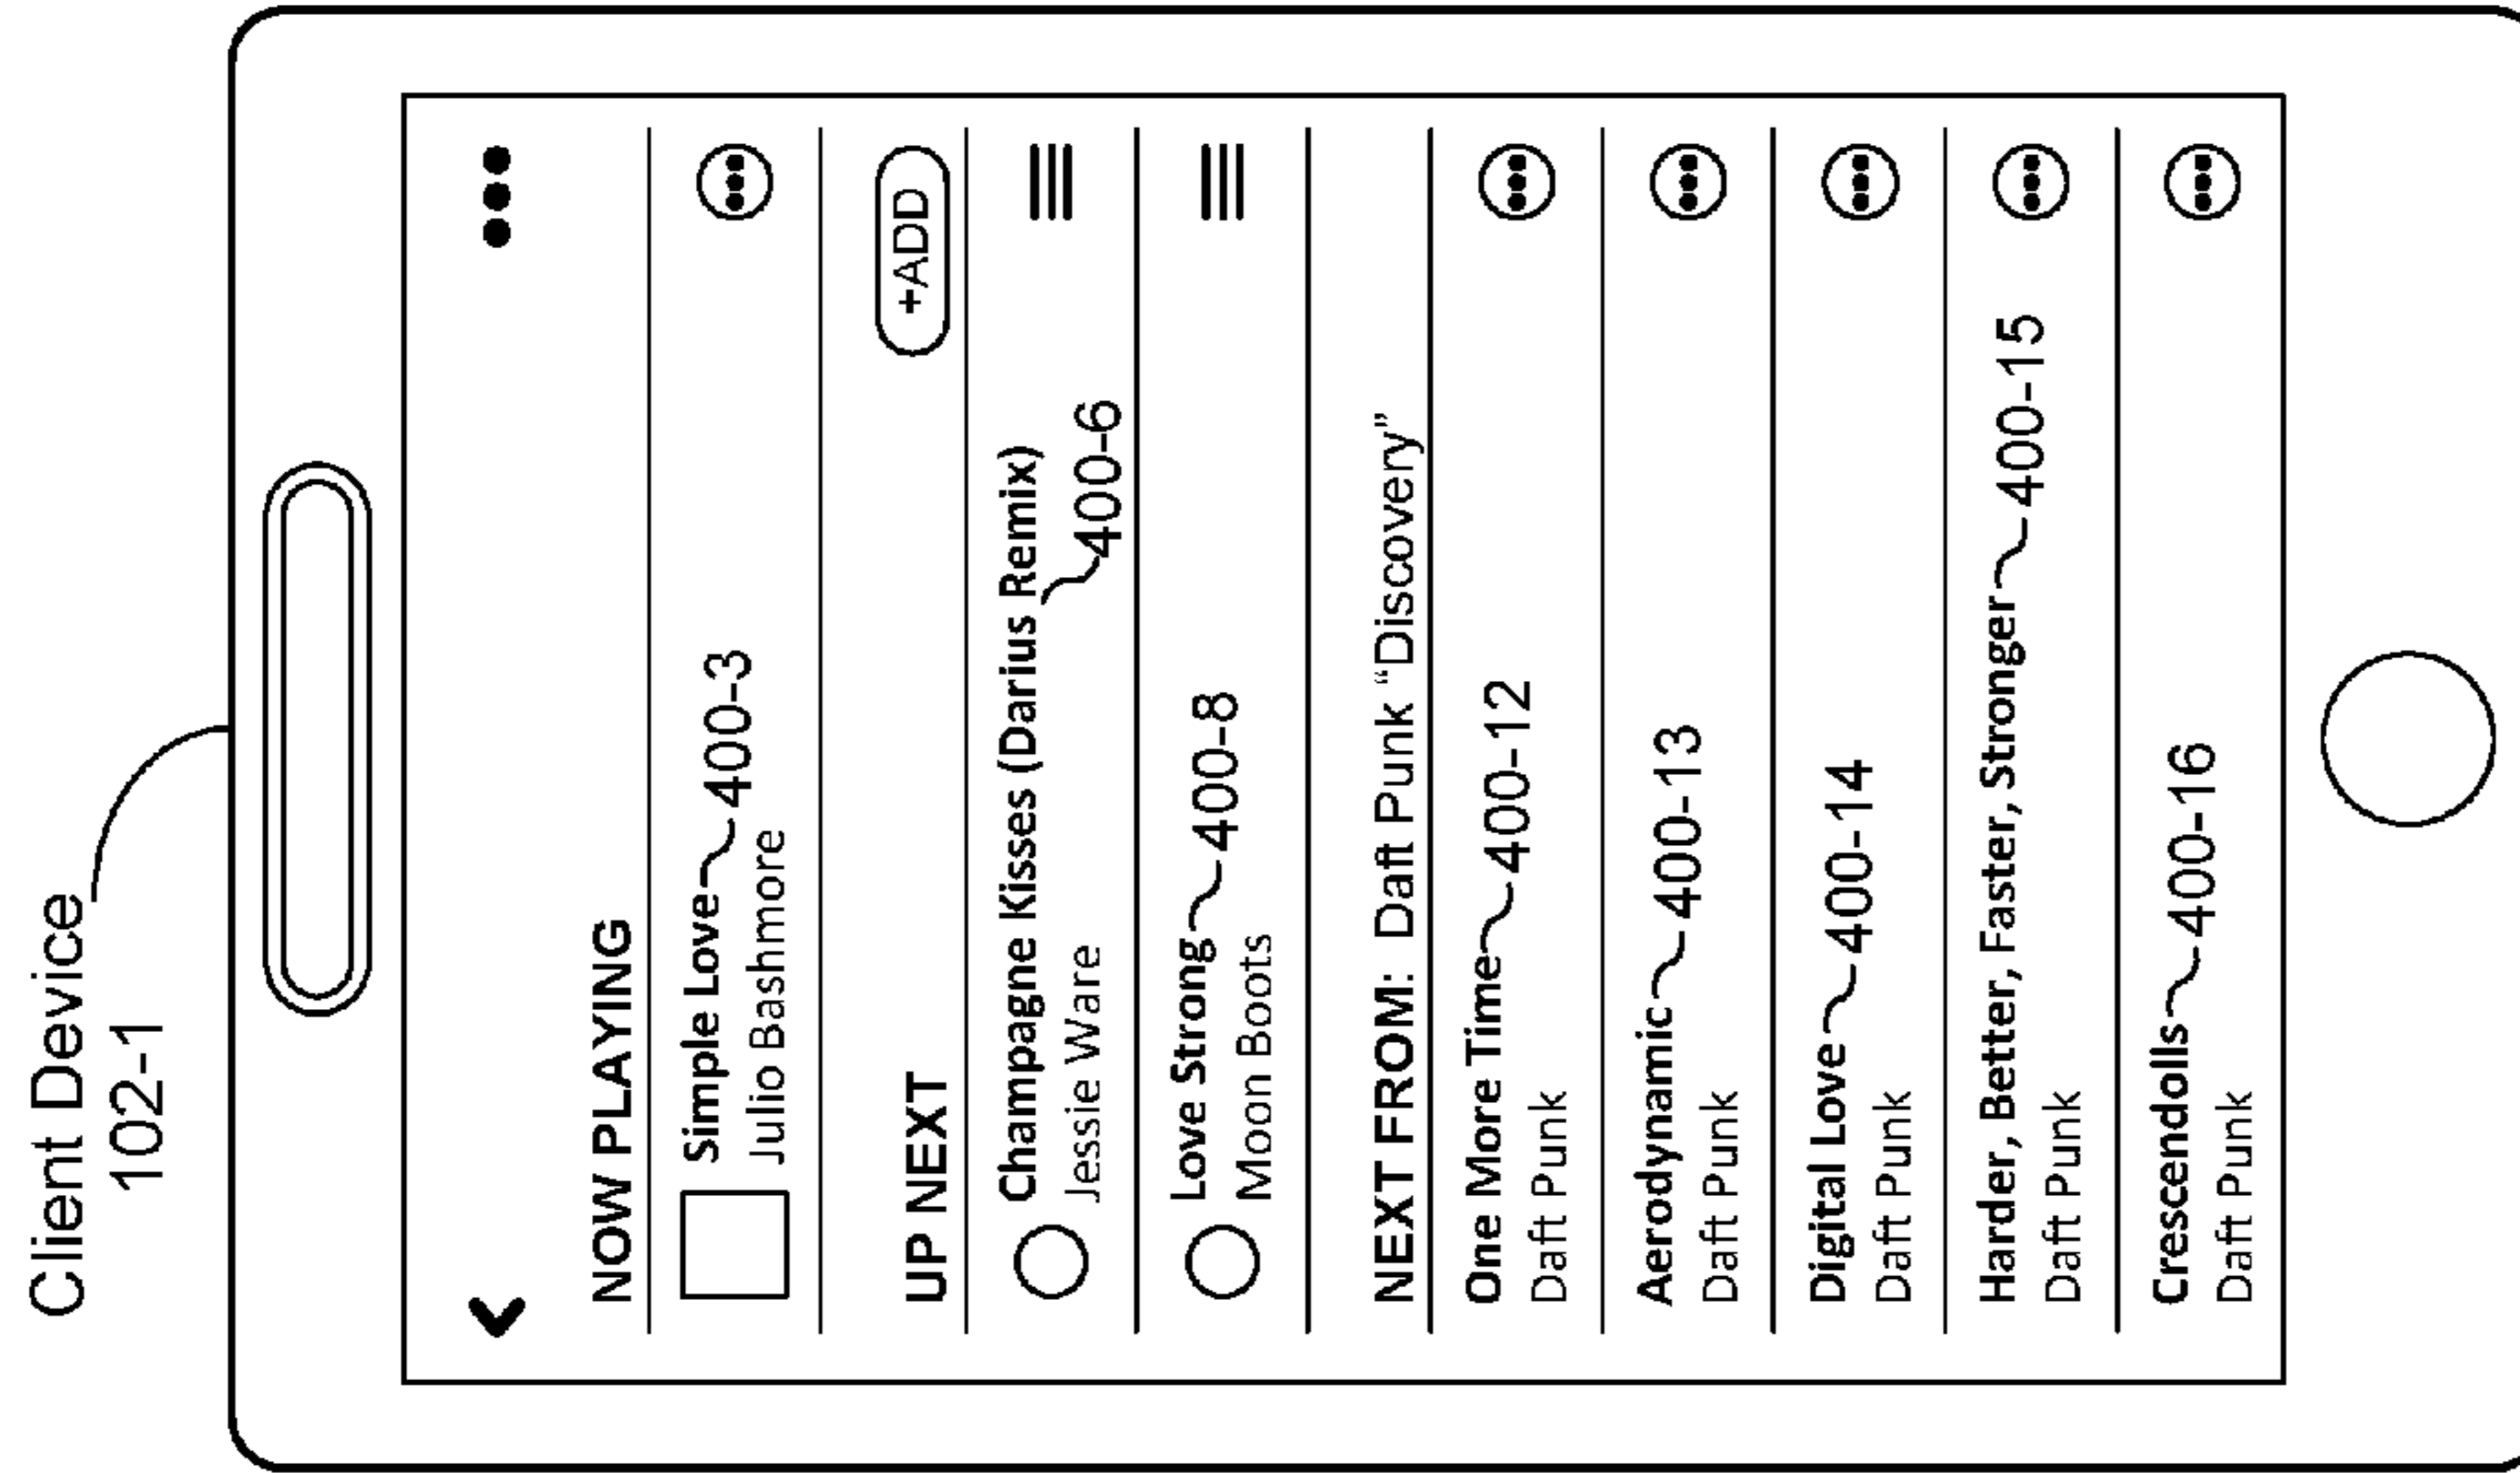 Client Device
102-1
NOW PLAYING
Simple Love 400-3
Julio Bashmore
UP NEXT +ADD
Champagne Kisses (Darius Remix)
Jessie Ware 400-6
Love Strong 400-8
Moon Boots
NEXT FROM: Daft Punk “Discovery”
One More Time 400-12
Daft Punk
Aerodynamic 400-13
Daft Punk
Digital Love 400-14
Daft Punk
Harder, Better, Faster, Stronger 400-15
Daft Punk
Crescendolls 400-16
Daft Punk